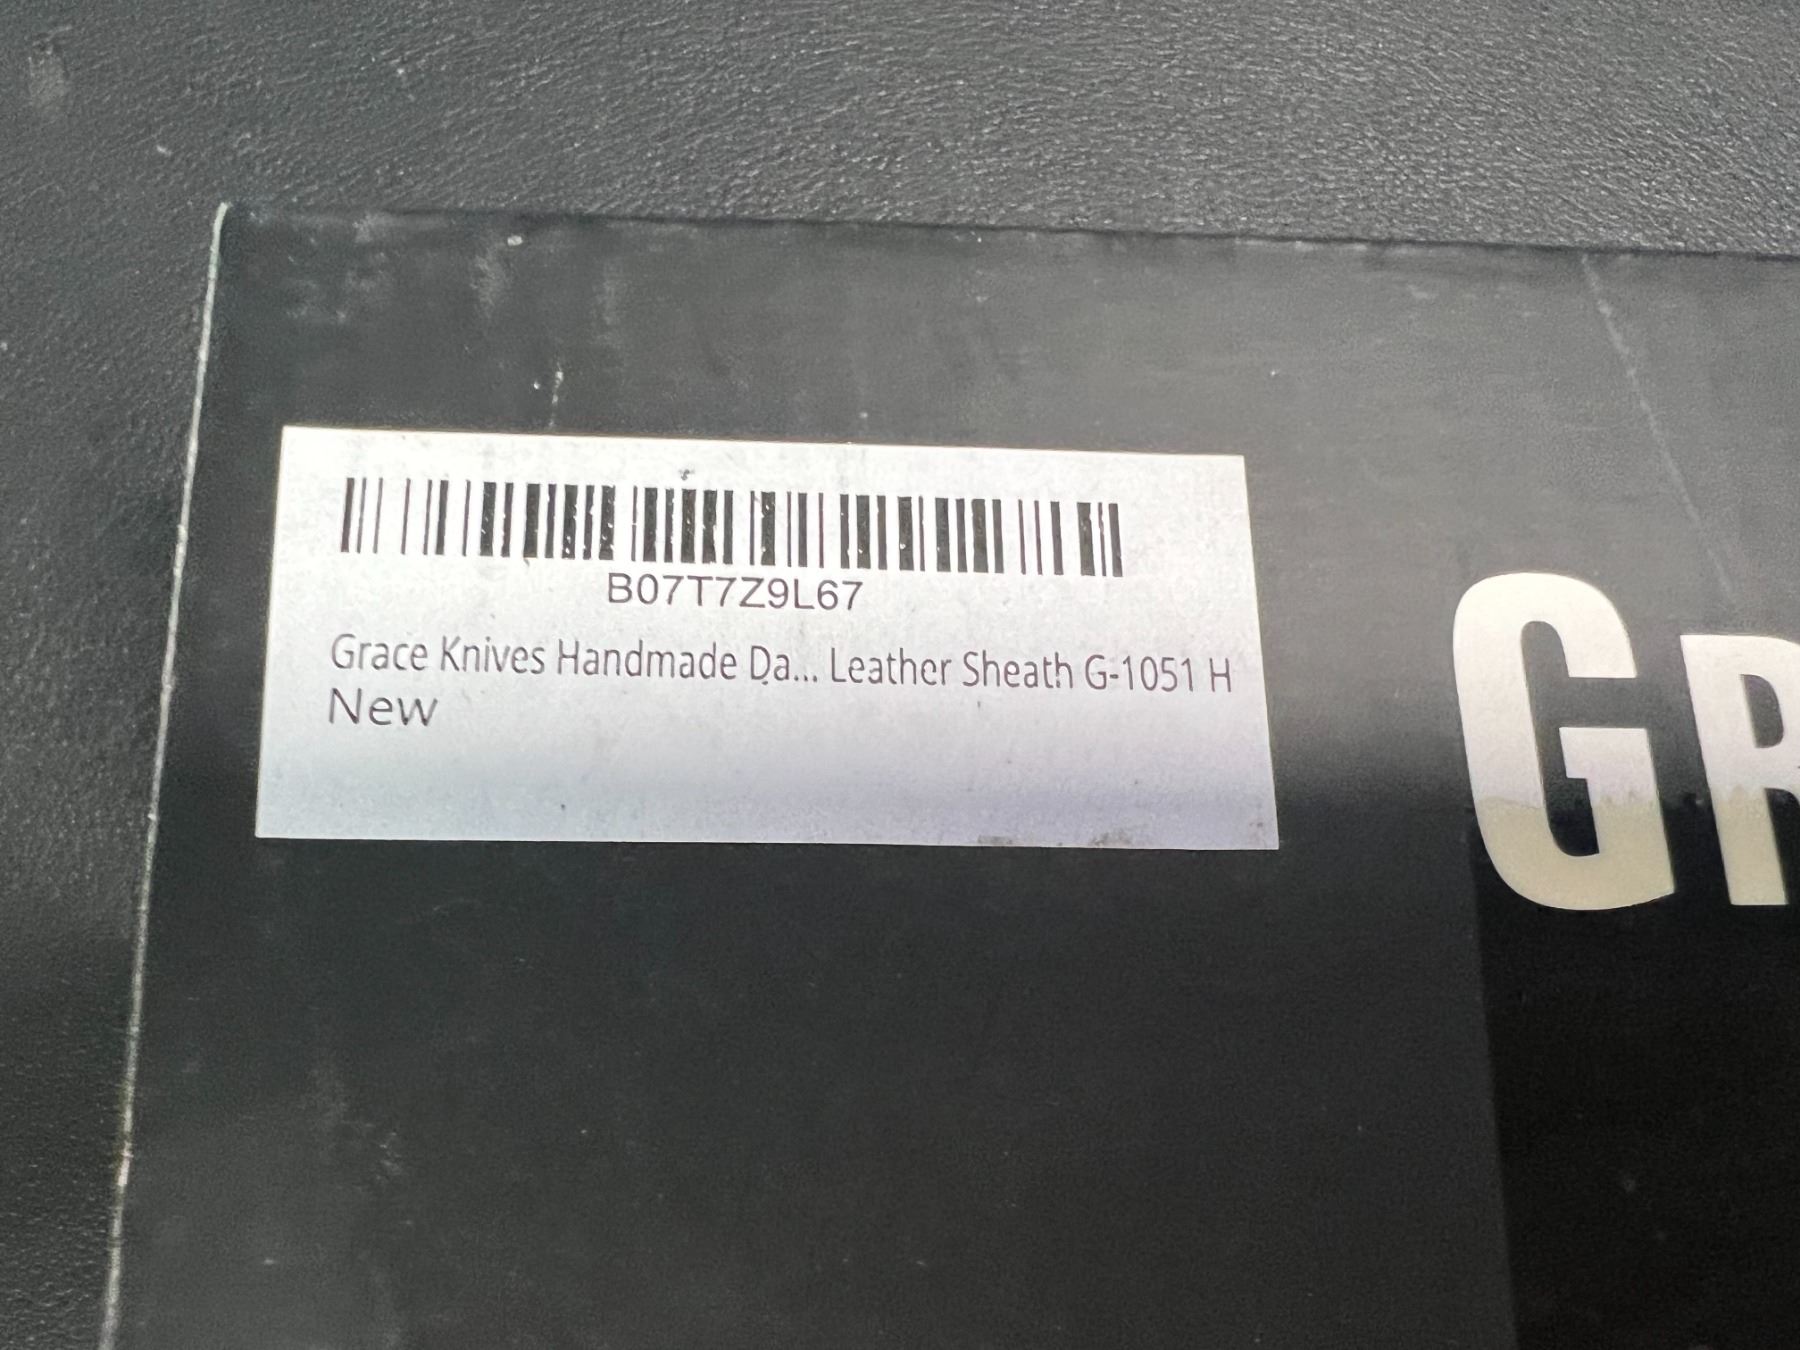 B07T7Z9L67
Grace Knives Handmade Da... Leather Sheath G-1051 H
New
GR